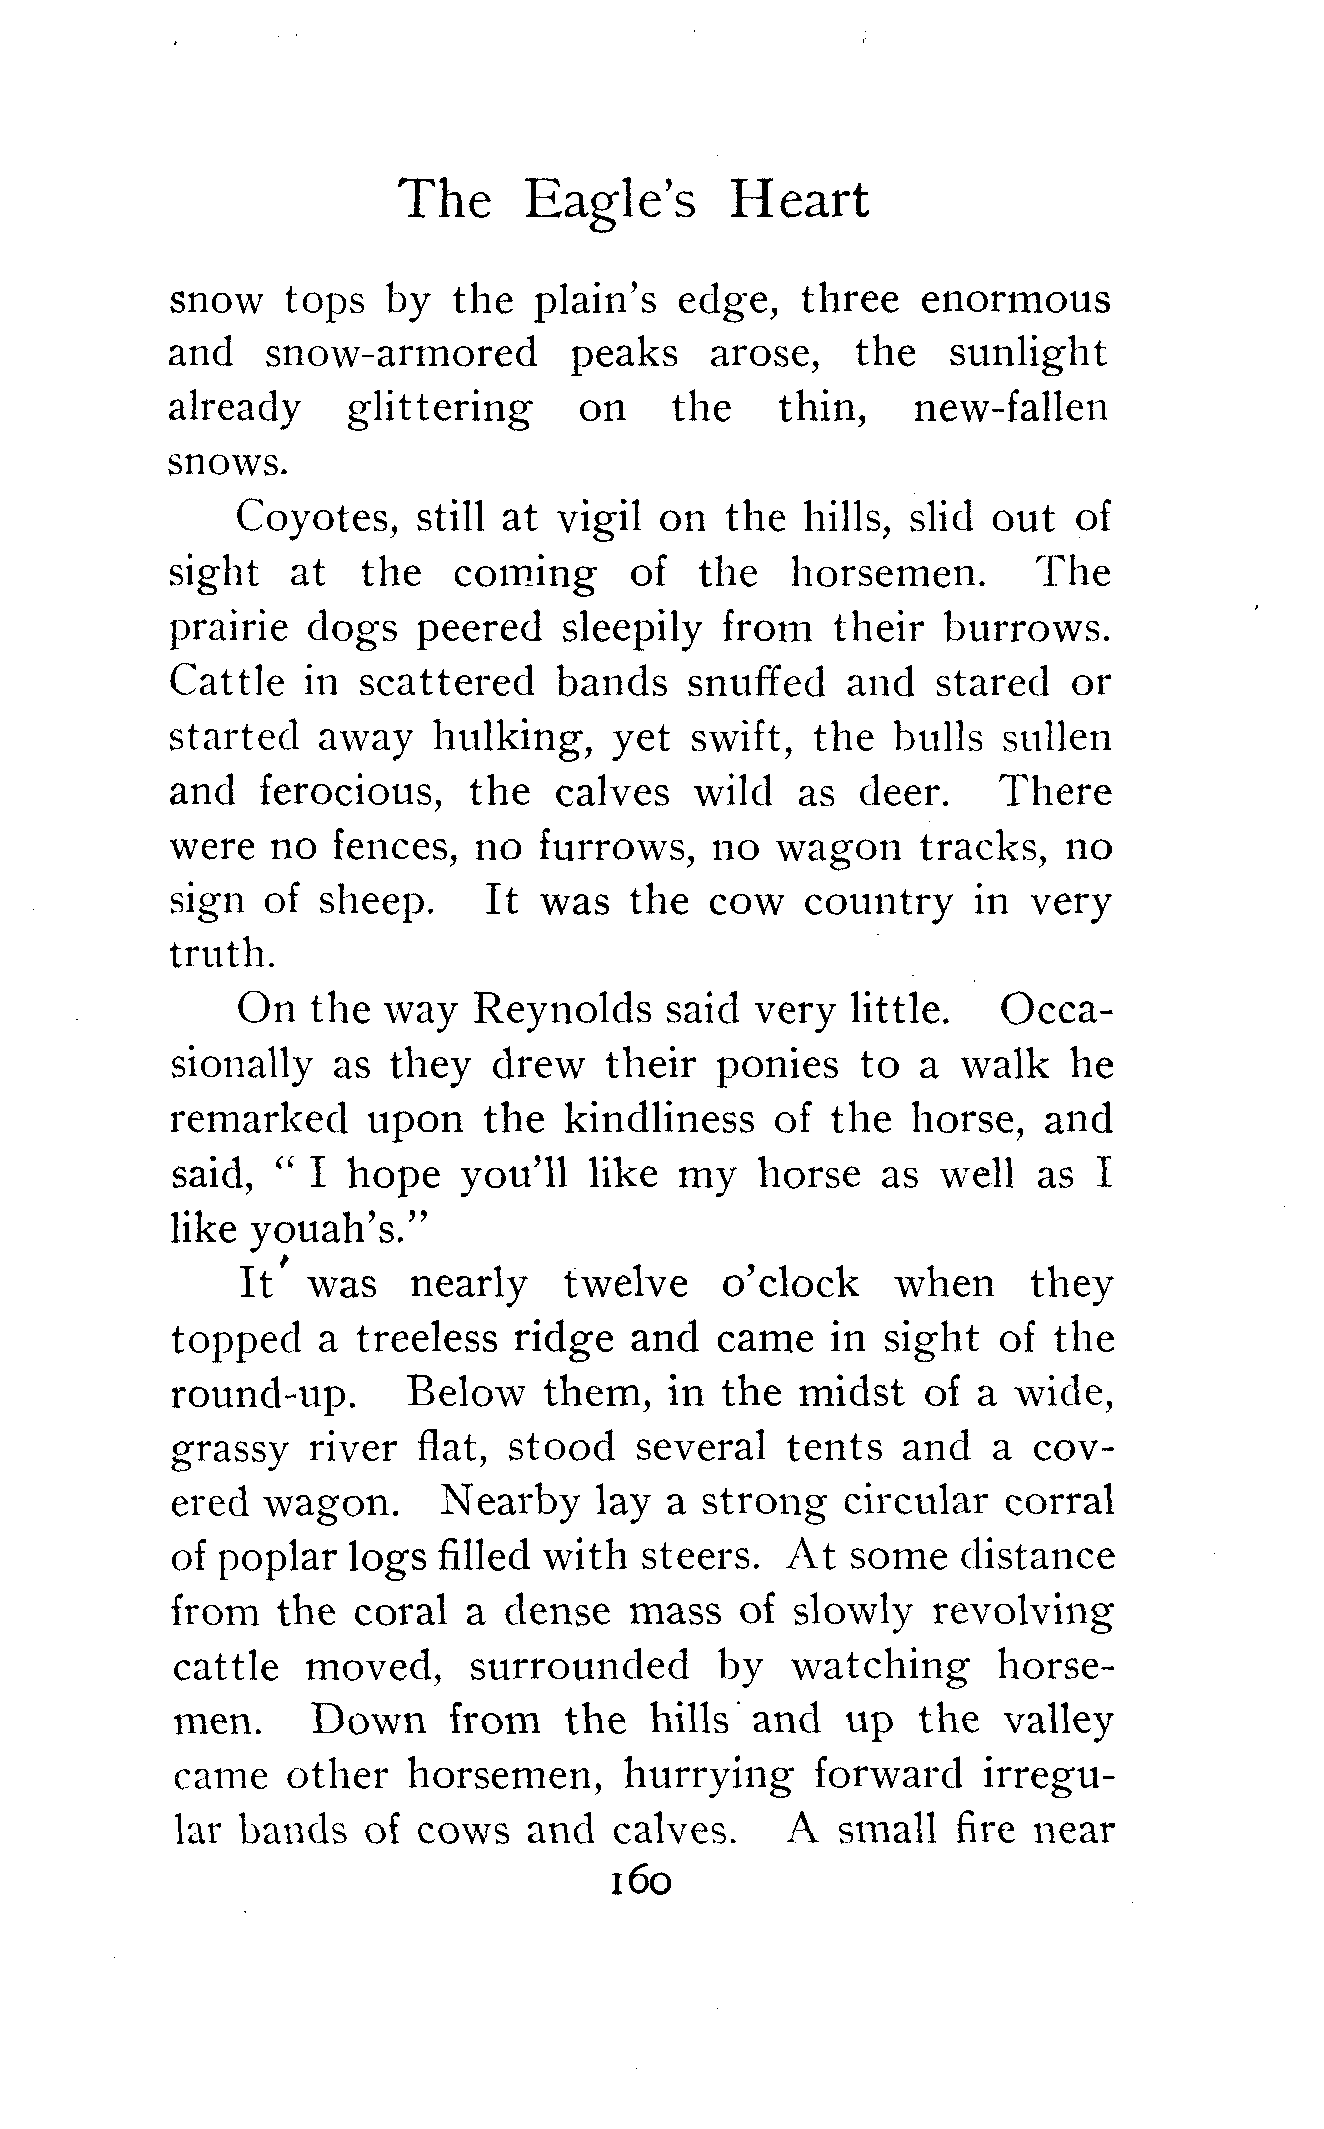 The Eagle's Heart
snow tops by the plain's edge, three enormous
and snow-armored peaks arose, the sunlight
already glittering on the thin, new-fallen
snows.
Coyotes, still at vigil on the hills, slid out of
sight at the coming of the horsemen. The
prairie dogs peered sleepily from their burrows.
Cattle in scattered bands snuffed and stared or
started away hulking, yet swift, the bulls sullen
and ferocious, the calves wild as deer. There
were no fences, no furrows, no wagon tracks, no
sign of sheep. It was the cow country in very
truth.
On the way Reynolds said very little. Occa-
sionally as they drew their ponies to a walk he
remarked upon the kindliness of the horse, and
said, " I hope you'll like my horse as well as I
like youah's."
It was nearly twelve o'clock when they
topped a treeless ridge and came in sight of the
round-up. Below them, in the midst of a wide,
grassy river flat, stood several tents and a cov-
ered wagon. Nearby lay a strong circular corral
of poplar logs filled with steers. At some distance
from the coral a dense mass of slowly revolving
cattle moved, surrounded by watching horse-
men. Down from the hills and up the valley
came other horsemen, hurrying forward irregu-
lar bands of cows and calves. A small fire near
160